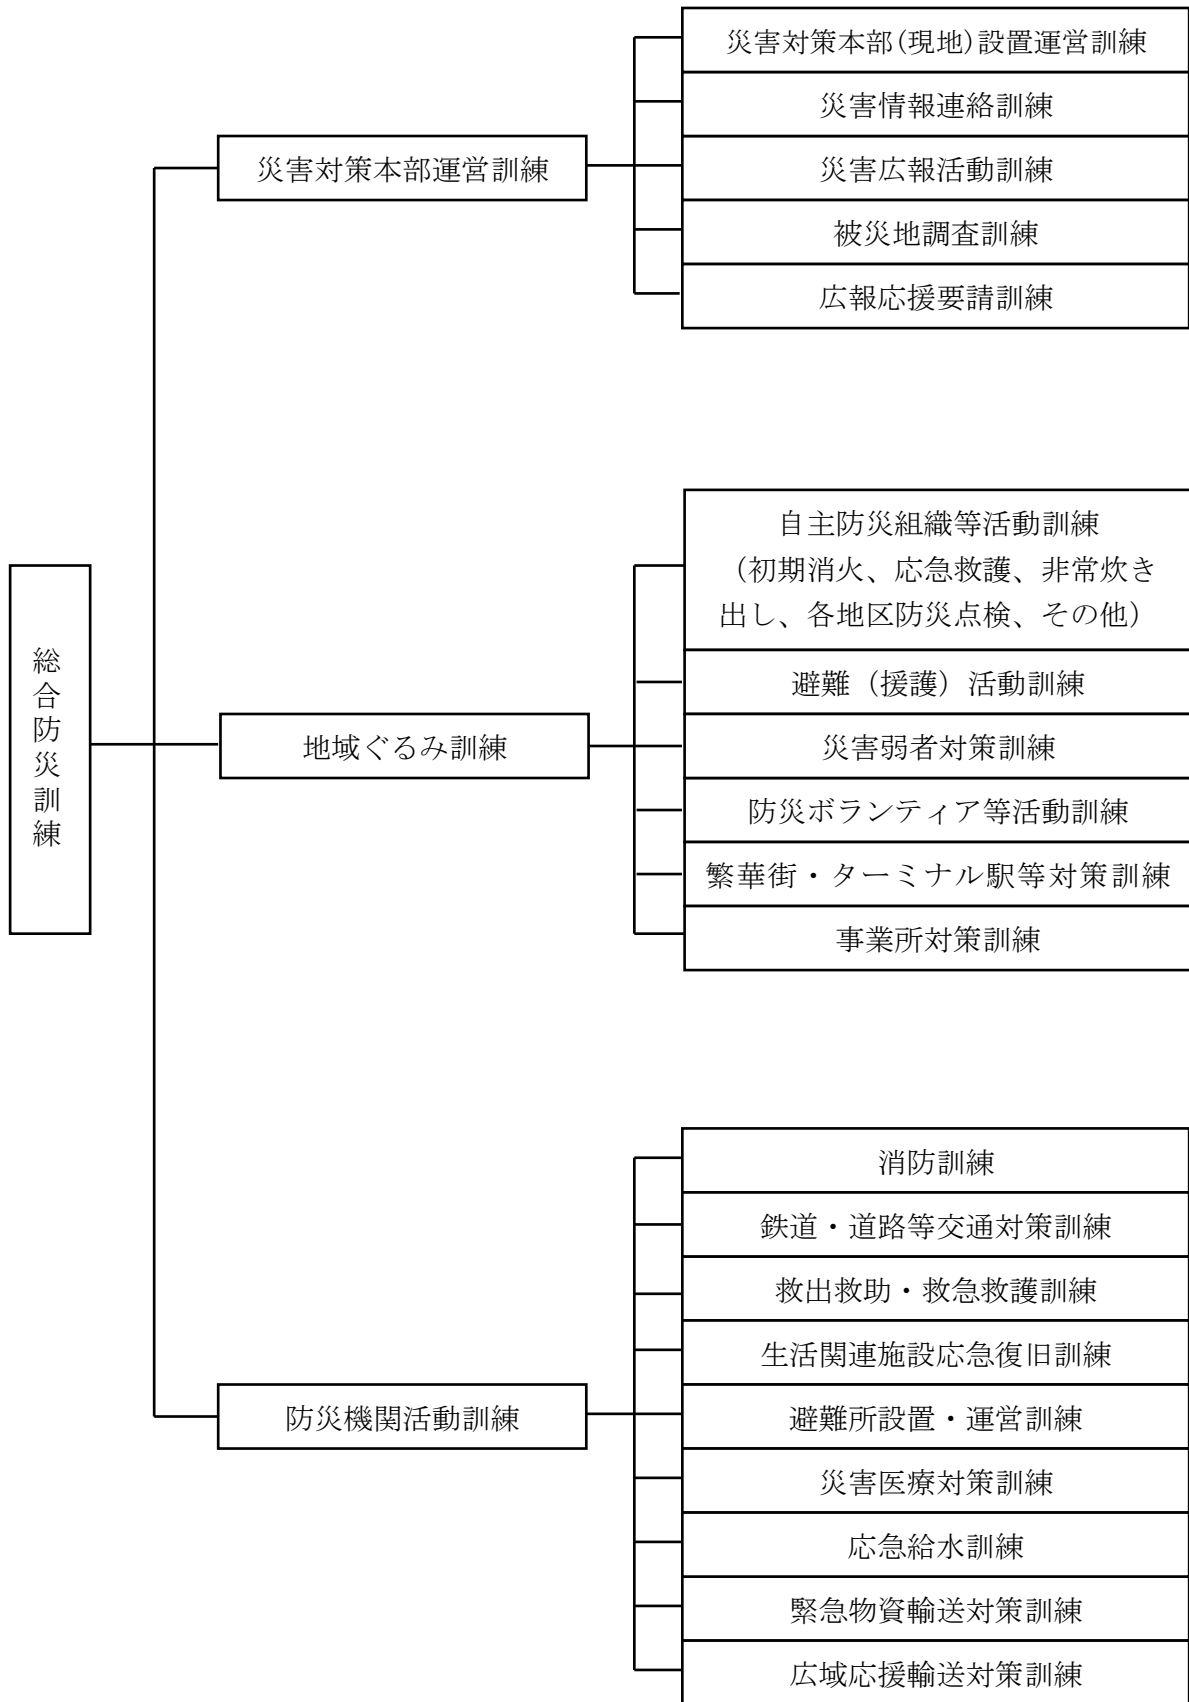 総合防災訓練
災害対策本部運営訓練
災害対策本部(現地)設置運営訓練
災害情報連絡訓練
災害広報活動訓練
被災地調査訓練
広報応援要請訓練
地域ぐるみ訓練
自主防災組織等活動訓練
（初期消火、応急救護、非常炊き
出し、各地区防災点検、その他）
避難（援護）活動訓練
災害弱者対策訓練
防災ボランティア等活動訓練
繁華街・ターミナル駅等対策訓練
事業所対策訓練
防災機関活動訓練
消防訓練
鉄道・道路等交通対策訓練
救出救助・救急救護訓練
生活関連施設応急復旧訓練
避難所設置・運営訓練
災害医療対策訓練
応急給水訓練
緊急物資輸送対策訓練
広域応援輸送対策訓練